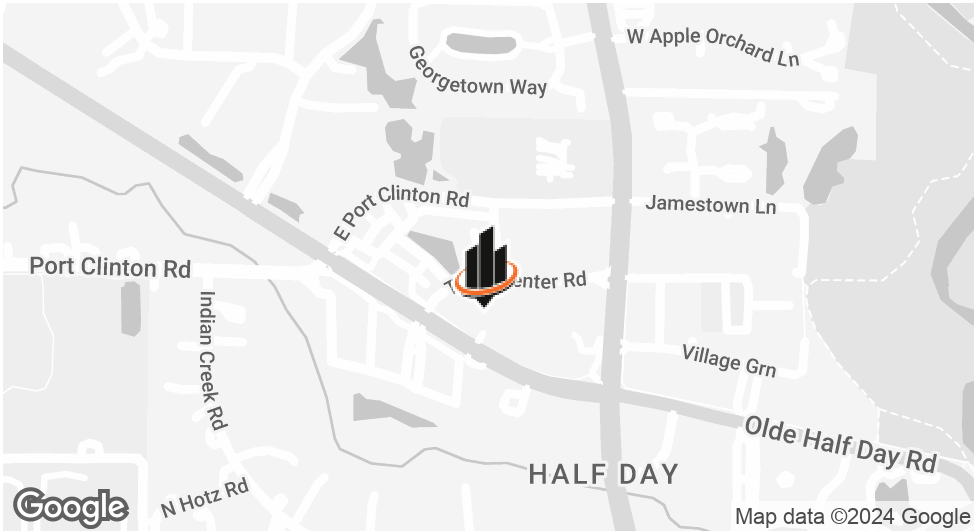 W Apple Orchard Ln
Georgetown Way
E Port Clinton Rd
Jamestown Ln
Port Clinton Rd
enter Rd
Indian Creek Rd
Village Grn
Olde Half Day Rd
HALF DAY
N Hotz Rd
Google
Map data ©2024 Google